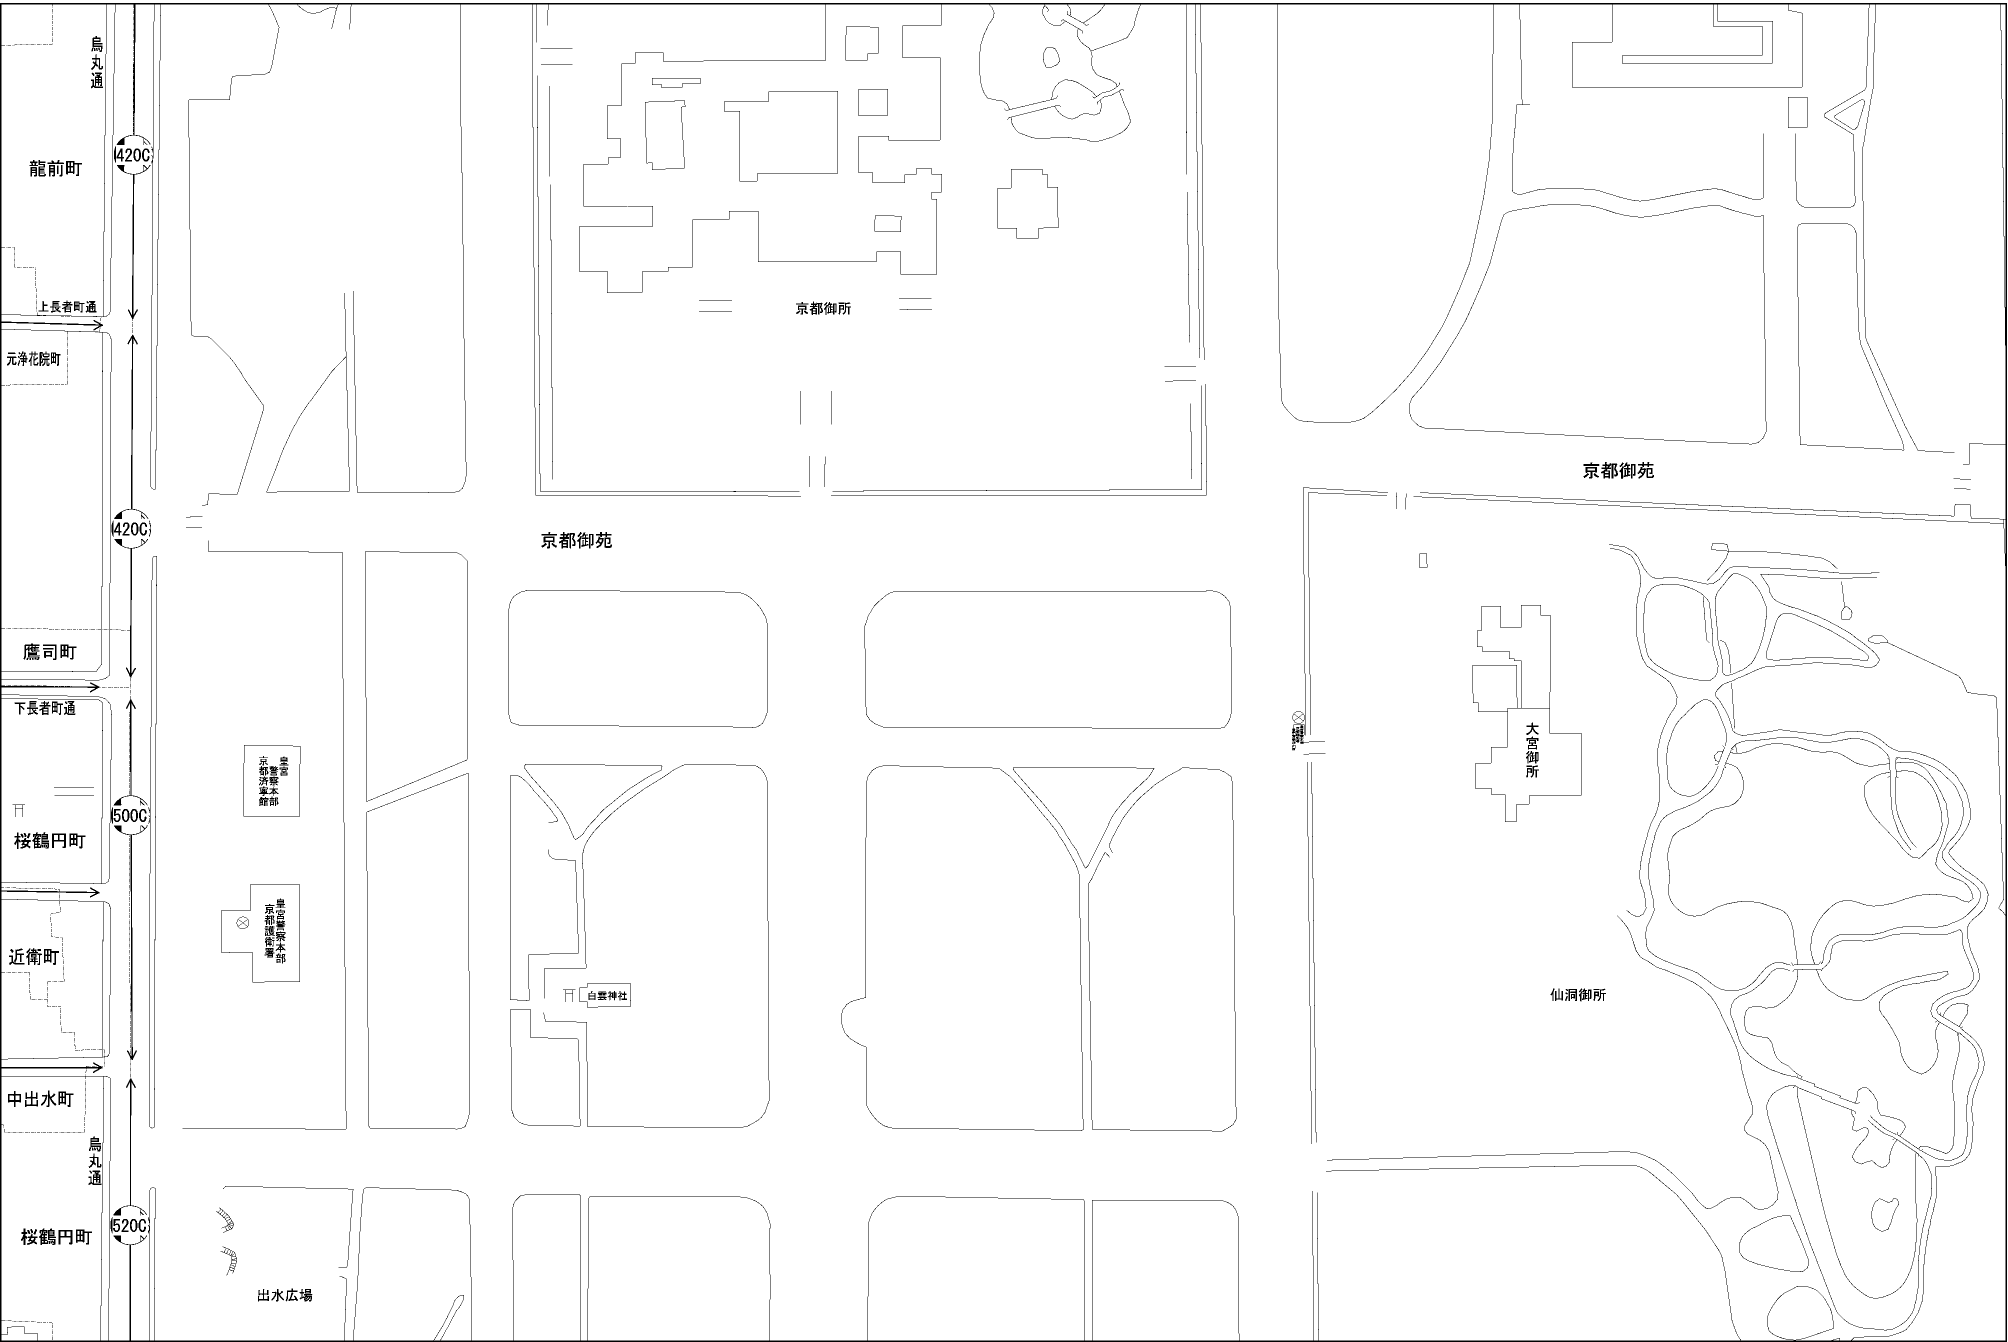 烏丸通
420C
龍前町
上長者町通
京都御所
元浄花院町
京都御苑
420C
京都御苑
鷹司町
下長者町通
大宮御所
皇宮
警察本部
京都済寧館
500C
桜鶴円町
皇宮警察本部
京都護衛署
近衛町
白雲神社
仙洞御所
中出水町
烏丸通
520C
桜鶴円町
出水広場